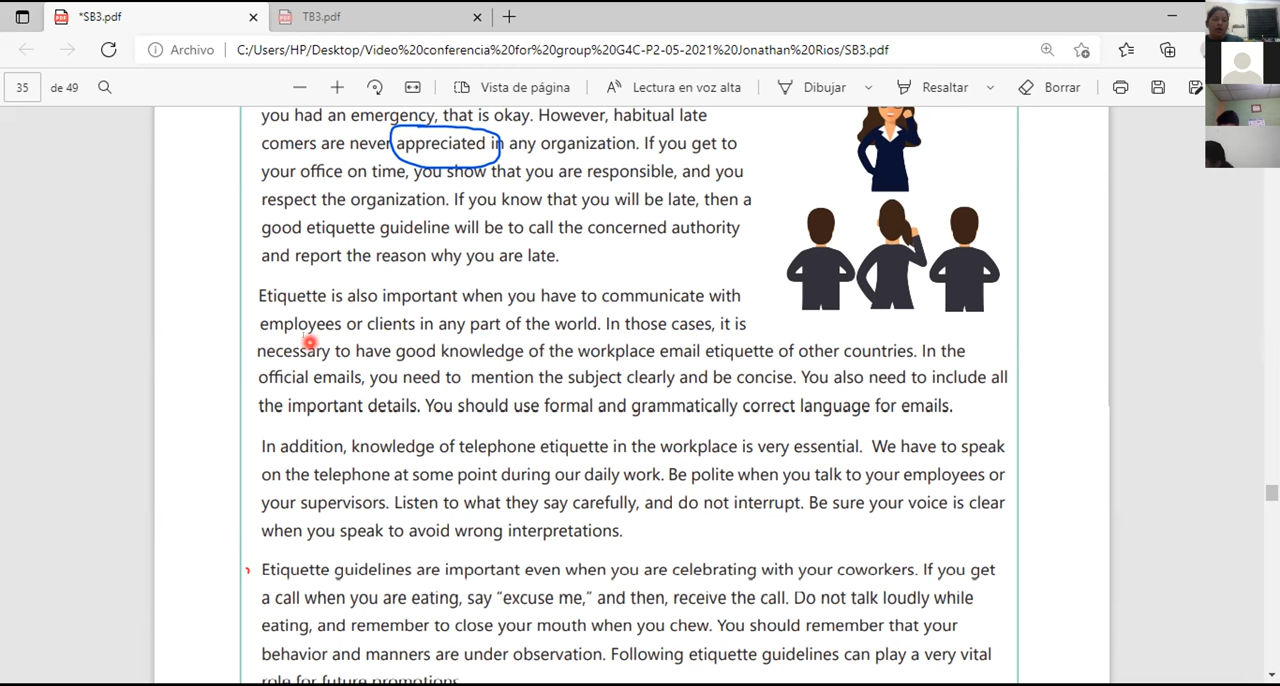 *SB3.pdf
TB3.pdf
Archivo C:/Users/HP/Desktop/Video%20conferencia%20for%20group%20G4C-P2-05-2021%20Jonathan%20Rios/SB3.pdf
35 de 49 Vista de página Lectura en voz alta Dibujar Resaltar Borrar
you had an emergency, that is okay. However, habitual late
comers are never appreciated in any organization. If you get to
your office on time, you show that you are responsible, and you
respect the organization. If you know that you will be late, then a
good etiquette guideline will be to call the concerned authority
and report the reason why you are late.
Etiquette is also important when you have to communicate with
employees or clients in any part of the world. In those cases, it is
necessary to have good knowledge of the workplace email etiquette of other countries. In the
official emails, you need to mention the subject clearly and be concise. You also need to include all
the important details. You should use formal and grammatically correct language for emails.
In addition, knowledge of telephone etiquette in the workplace is very essential. We have to speak
on the telephone at some point during our daily work. Be polite when you talk to your employees or
your supervisors. Listen to what they say carefully, and do not interrupt. Be sure your voice is clear
when you speak to avoid wrong interpretations.
Etiquette guidelines are important even when you are celebrating with your coworkers. If you get
a call when you are eating, say “excuse me,” and then, receive the call. Do not talk loudly while
eating, and remember to close your mouth when you chew. You should remember that your
behavior and manners are under observation. Following etiquette guidelines can play a very vital
role for future promotions.